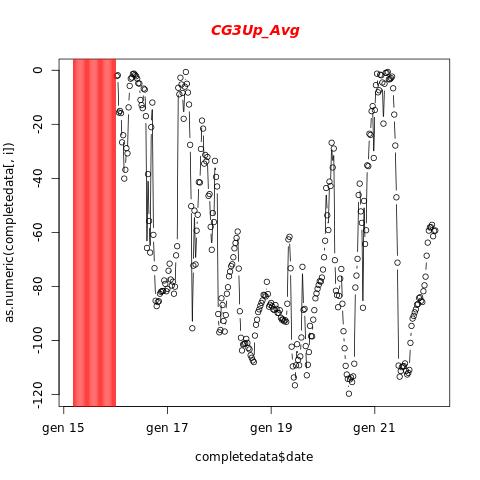 CG3Up_Avg
as.numeric(completedata[, i])
0
-20
-40
-60
-80
-100
-120
gen 15
gen 17
gen 19
gen 21
completedata$date